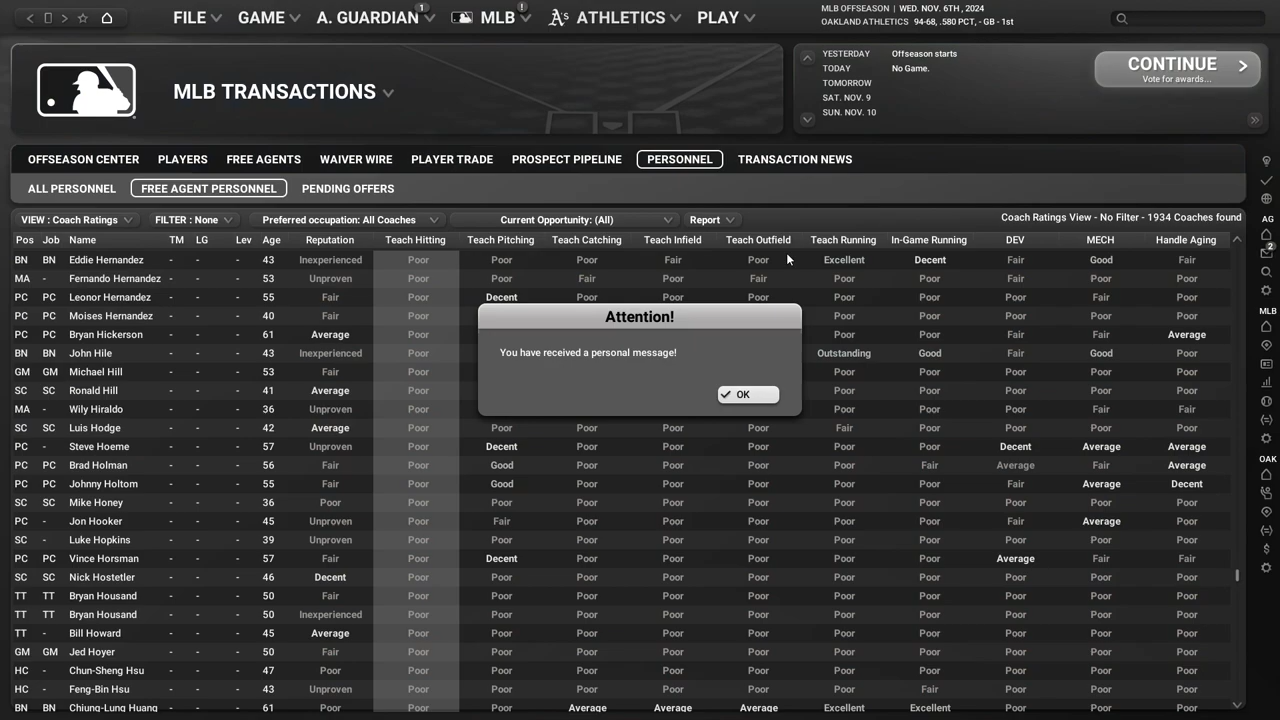 FILE GAME A. GUARDIAN 1 MLB ! A's ATHLETICS PLAY
MLB OFFSEASON | WED. NOV. 6TH , 2024
OAKLAND ATHLETICS 94-68, .580 PCT, - GB - 1st
MLB TRANSACTIONS
YESTERDAY Offseason starts
TODAY No Game.
TOMORROW
SAT. NOV. 9
SUN. NOV. 10
CONTINUE
Vote for awards...
OFFSEASON CENTER PLAYERS FREE AGENTS WAIVER WIRE PLAYER TRADE PROSPECT PIPELINE PERSONNEL TRANSACTION NEWS
ALL PERSONNEL FREE AGENT PERSONNEL PENDING OFFERS
VIEW : Coach Ratings FILTER : None Preferred occupation: All Coaches Current Opportunity: (All) Report Coach Ratings View - No Filter - 1934 Coaches found
Pos Job Name TM LG Lev Age Reputation Teach Hitting Teach Pitching Teach Catching Teach Infield Teach Outfield Teach Running In-Game Running DEV MECH Handle Aging
BN BN Eddie Hernandez - - - 43 Inexperienced Poor Poor Poor Fair Poor Excellent Decent Fair Good Fair
MA - Fernando Hernandez - - - 53 Unproven Poor Poor Fair Poor Fair Poor Poor Poor Poor Poor
PC PC Leonor Hernandez - - - 55 Fair Poor Decent Poor Poor Poor Poor Poor Fair Fair Poor
PC PC Moises Hernandez - - - 40 Fair Poor Poor Poor Poor Poor
PC PC Bryan Hickerson - - - 61 Average Poor Poor Poor Fair Fair Average
BN BN John Hile - - - 43 Inexperienced Poor Outstanding Good Fair Good Poor
GM GM Michael Hill - - - 53 Fair Poor Poor Poor Poor Poor Poor
SC SC Ronald Hill - - - 41 Average Poor Poor Poor Poor Poor Poor
MA - Wily Hiraldo - - - 36 Unproven Poor Poor Poor Poor Fair Fair
SC SC Luis Hodge - - - 42 Average Poor Poor Poor Poor Poor Fair Poor Poor Poor Poor
PC - Steve Hoeme - - - 57 Unproven Poor Decent Poor Poor Poor Poor Poor Decent Average Average
PC PC Brad Holman - - - 56 Fair Poor Good Poor Poor Poor Poor Fair Average Fair Average
PC PC Johnny Holtom - - - 55 Fair Poor Good Poor Poor Poor Poor Poor Fair Average Decent
SC SC Mike Honey - - - 36 Poor Poor Poor Poor Poor Poor Poor Poor Poor Poor Poor
PC - Jon Hooker - - - 45 Unproven Poor Fair Poor Poor Poor Poor Poor Fair Average Poor
SC - Luke Hopkins - - - 39 Unproven Poor Poor Poor Poor Poor Poor Poor Poor Poor Poor
PC PC Vince Horsman - - - 57 Fair Poor Decent Poor Poor Poor Poor Poor Average Fair Fair
SC SC Nick Hostetler - - - 46 Decent Poor Poor Poor Poor Poor Poor Poor Poor Poor Poor
TT TT Bryan Housand - - - 50 Fair Poor Poor Poor Poor Poor Poor Poor Poor Poor Poor
TT TT Bryan Housand - - - 50 Inexperienced Poor Poor Poor Poor Poor Poor Poor Poor Poor Poor
TT - Bill Howard - - - 45 Average Poor Poor Poor Poor Poor Poor Poor Poor Poor Poor
GM GM Jed Hoyer - - - 50 Fair Poor Poor Poor Poor Poor Poor Poor Poor Poor Poor
HC - Chun-Sheng Hsu - - - 47 Poor Poor Poor Poor Poor Poor Poor Poor Poor Poor Poor
HC - Feng-Bin Hsu - - - 43 Unproven Poor Poor Poor Poor Poor Poor Fair Poor Poor Poor
BN BN Chiung-Lung Huang - - - 61 Poor Poor Poor Average Average Average Excellent Excellent Poor Poor Poor
Attention!
You have received a personal message!
OK
AG
2
MLB
OAK